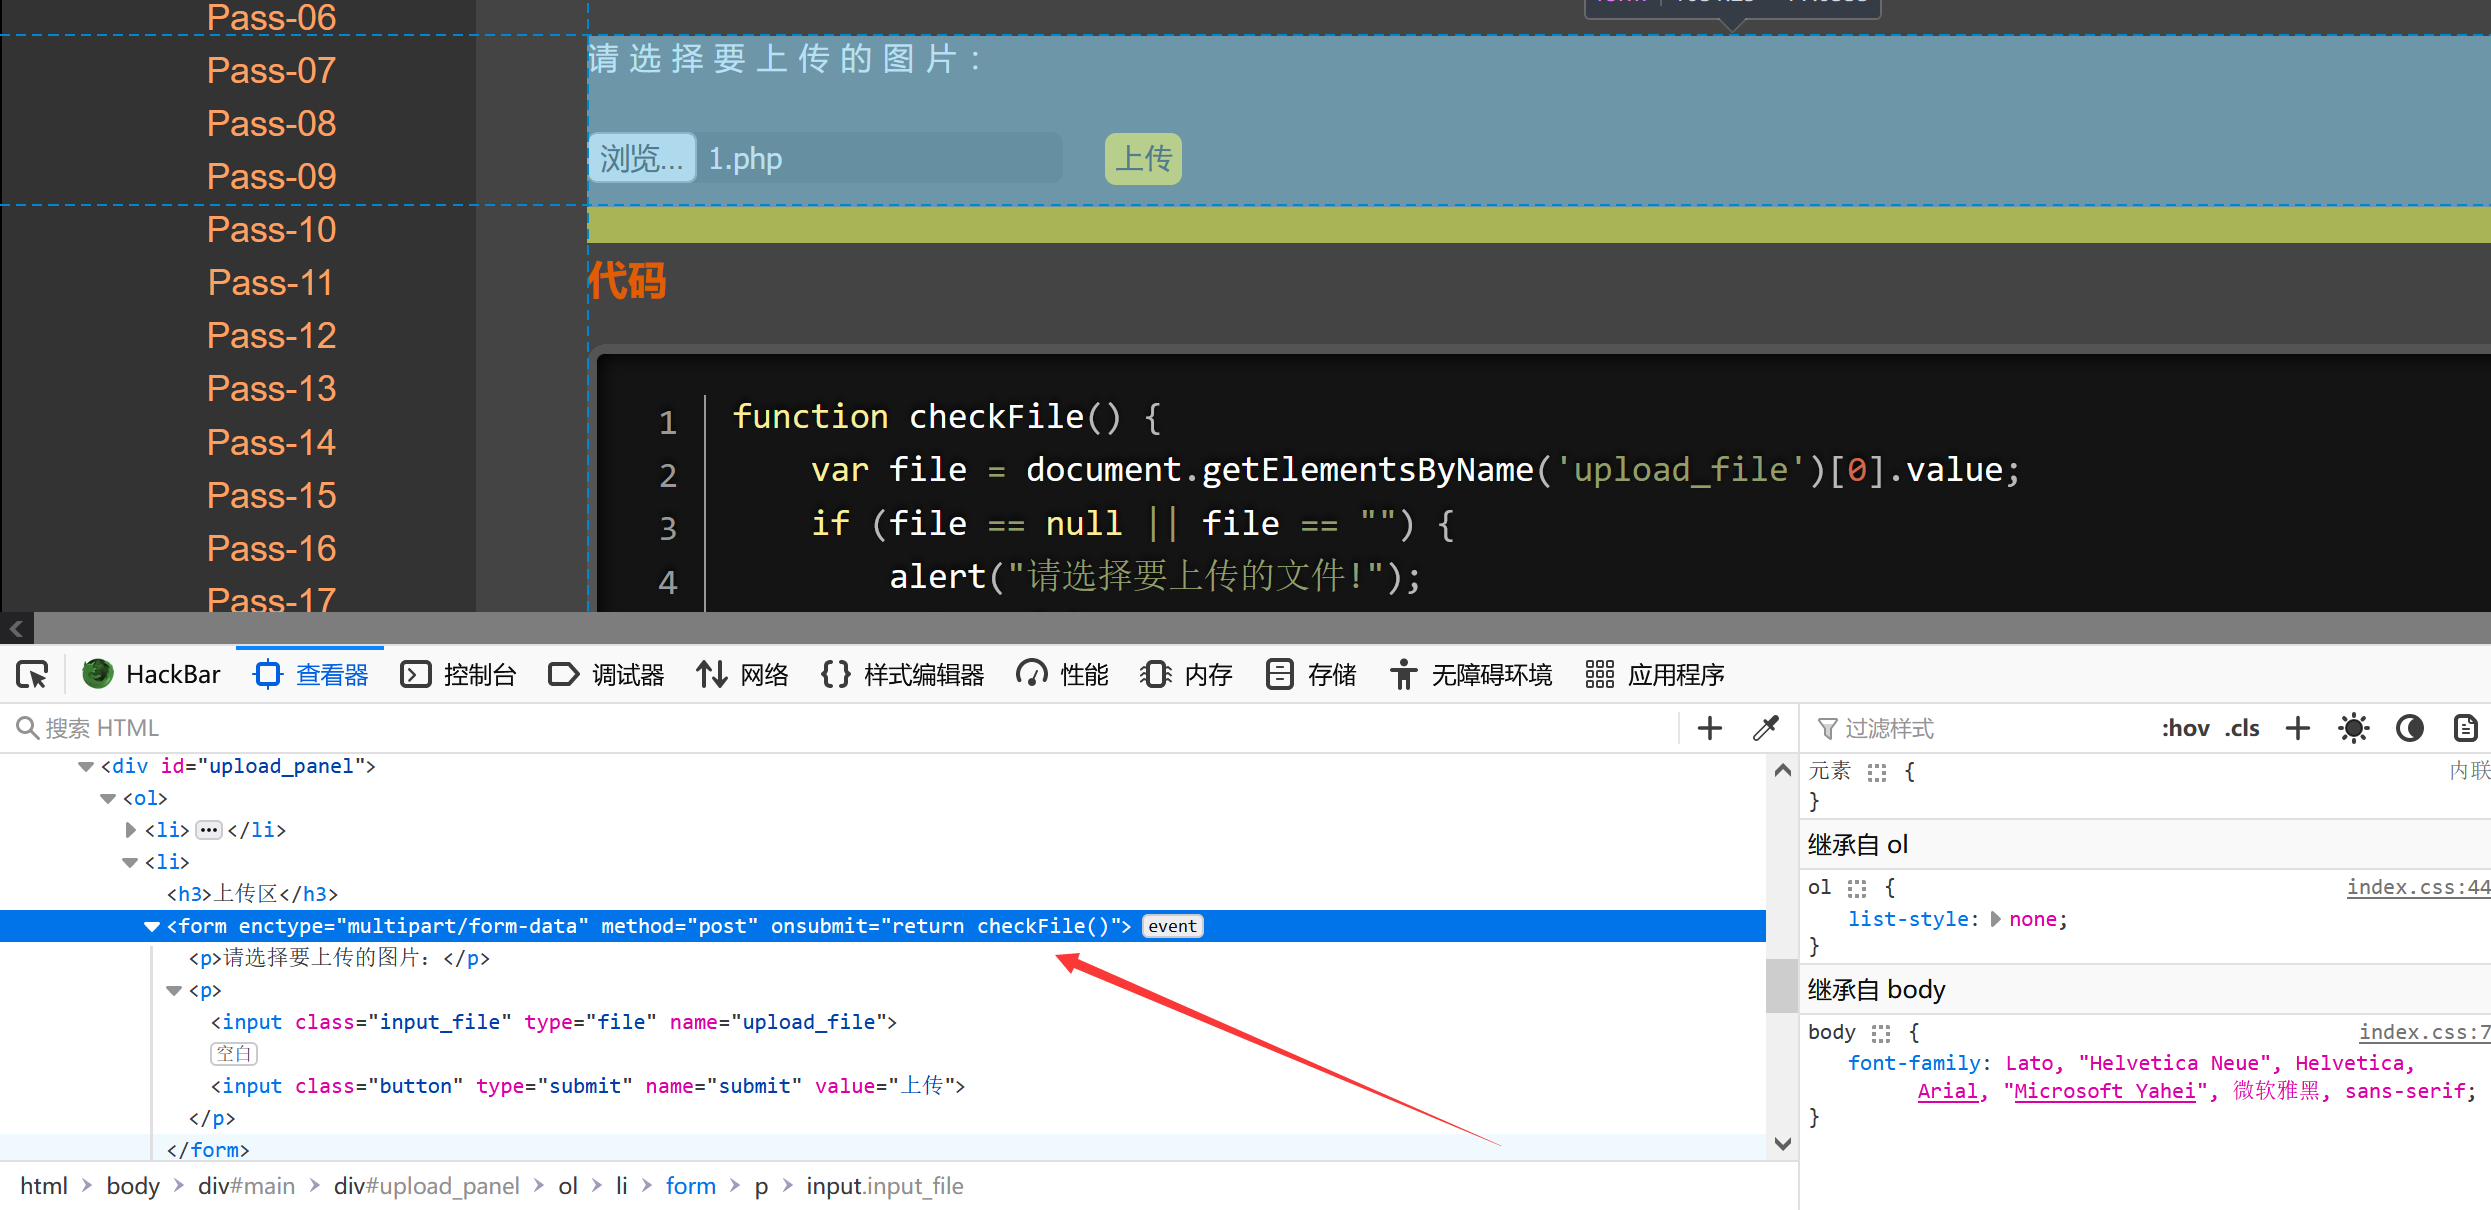 Pass-06
Pass-07
Pass-08
Pass-09
Pass-10
Pass-11
Pass-12
Pass-13
Pass-14
Pass-15
Pass-16
Pass-17
请选择要上传的图片：
浏览... 1.php 上传
代码
1 function checkFile() {
2 var file = document.getElementsByName('upload_file')[0].value;
3 if (file == null || file == "") {
4 alert("请选择要上传的文件!");
HackBar 查看器 控制台 调试器 网络 {} 样式编辑器 性能 内存 存储 无障碍环境 应用程序
搜索 HTML
<div id="upload_panel">
<ol>
<li> ••• </li>
<li>
<h3>上传区</h3>
<form enctype="multipart/form-data" method="post" onsubmit="return checkFile()"> event
<p>请选择要上传的图片：</p>
<p>
<input class="input_file" type="file" name="upload_file">
空白
<input class="button" type="submit" name="submit" value="上传">
</p>
</form>
html > body > div#main > div#upload_panel > ol > li > form > p > input.input_file
过滤样式 :hov .cls +
元素 { 内联
}
继承自 ol
ol { index.css:44
list-style: none;
}
继承自 body
body { index.css:7
font-family: Lato, "Helvetica Neue", Helvetica,
Arial, "Microsoft Yahei", 微软雅黑, sans-serif;
}